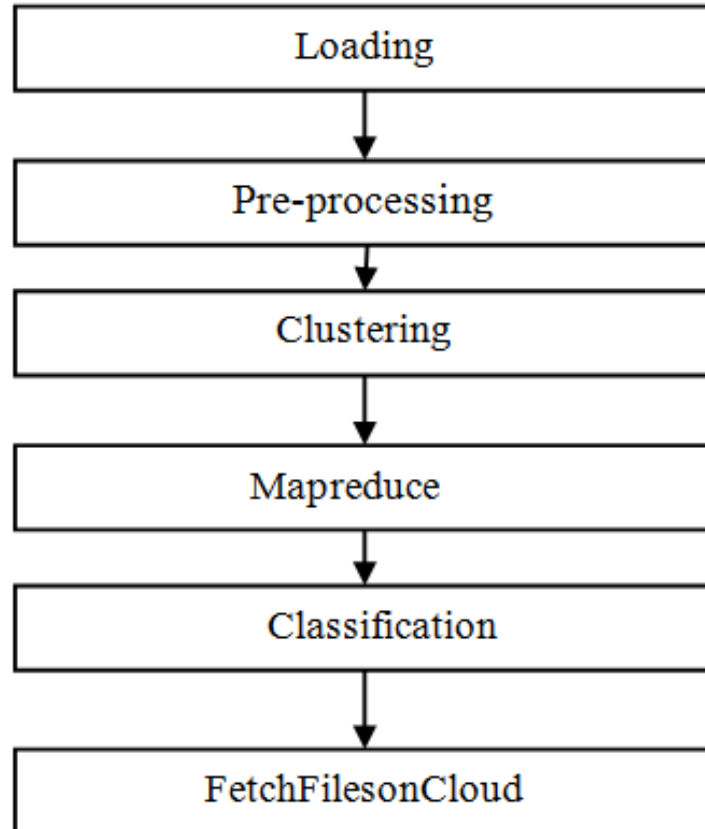 Loading
Pre-processing
Clustering
Mapreduce
Classification
FetchFilesonCloud